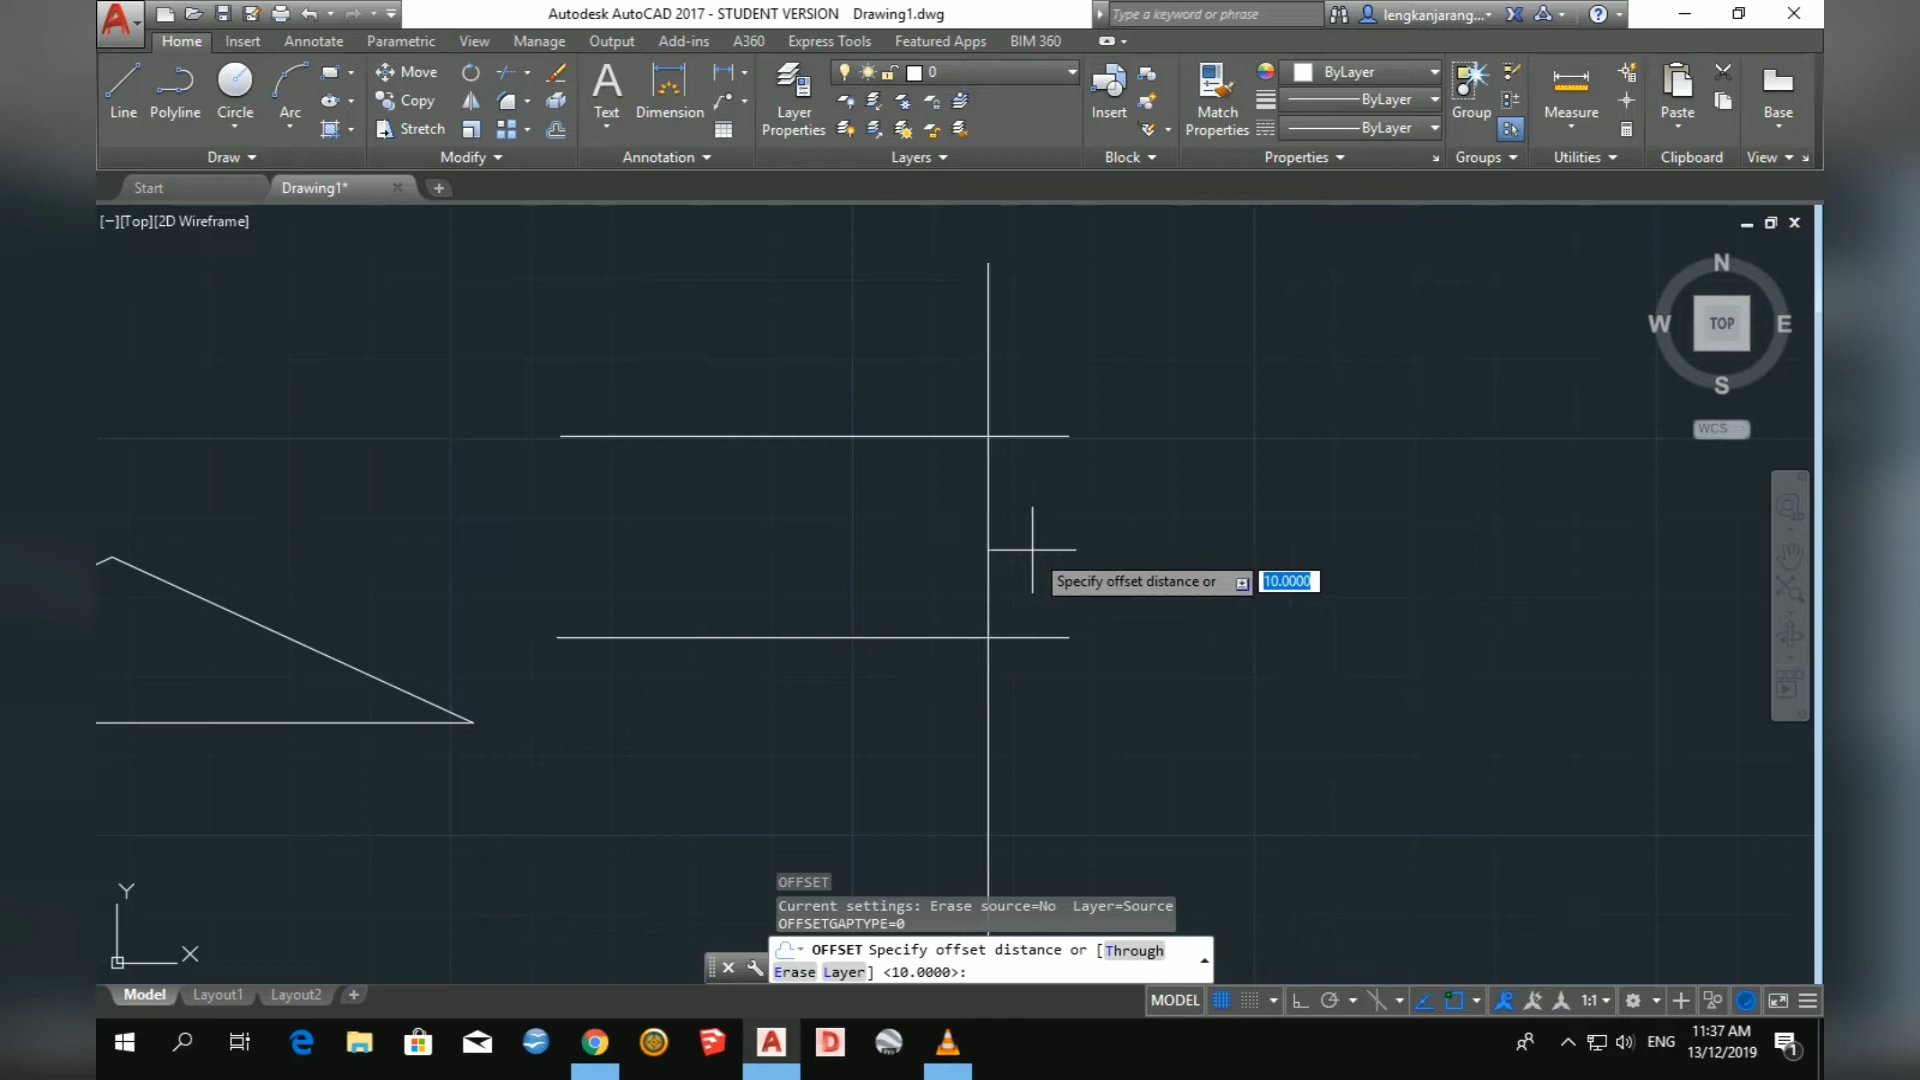 Autodesk AutoCAD 2017 - STUDENT VERSION Drawing1.dwg
Type a keyword or phrase
lengkanjarang...
Home Insert Annotate Parametric View Manage Output Add-ins A360 Express Tools Featured Apps BIM 360
Line Polyline Circle Arc
Move
Copy
Stretch
Text Dimension
Layer
Properties
0
Insert
Match
Properties
ByLayer
ByLayer
ByLayer
Group Measure Paste Base
Draw Modify Annotation Layers Block Properties Groups Utilities Clipboard View
Start Drawing1*
[−][Top][2D Wireframe]
N
W TOP E
S
WCS
Specify offset distance or 10.0000
Y
X
OFFSET
Current settings: Erase source=No Layer=Source
OFFSETGAPTYPE=0
OFFSET Specify offset distance or [Through
Erase Layer] <10.0000>:
Model Layout1 Layout2
MODEL 1:1
ENG
11:37 AM
13/12/2019
1